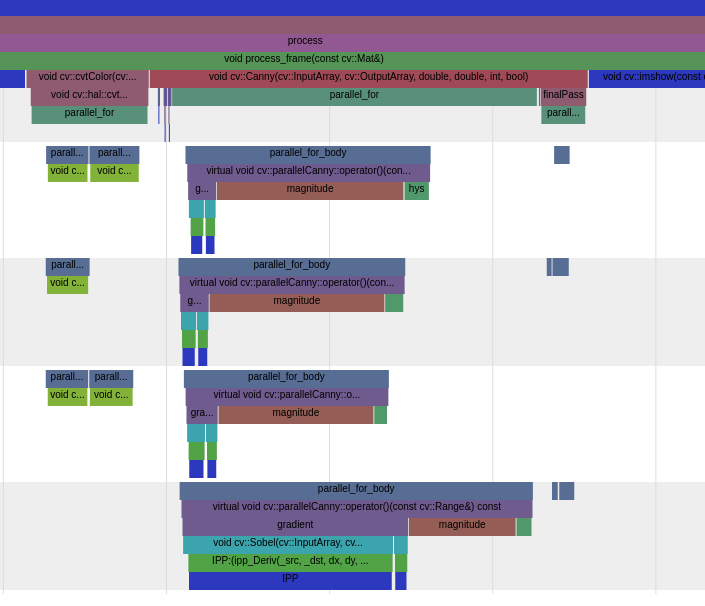 process
void process_frame(const cv::Mat&)
void cv::cvtColor(cv:... void cv::Canny(cv::InputArray, cv::OutputArray, double, double, int, bool) void cv::imshow(const c
void cv::hal::cvt... parallel_for finalPass
parallel_for parall...
parall... parall... parallel_for_body
void c... void c... virtual void cv::parallelCanny::operator()(con...
g... magnitude hys
parall... parallel_for_body
void c... virtual void cv::parallelCanny::operator()(con...
g... magnitude
parall... parall... parallel_for_body
void c... void c... virtual void cv::parallelCanny::o...
gra... magnitude
parallel_for_body
virtual void cv::parallelCanny::operator()(const cv::Range&) const
gradient magnitude
void cv::Sobel(cv::InputArray, cv...
IPP:(ipp_Deriv(_src, _dst, dx, dy, ...
IPP